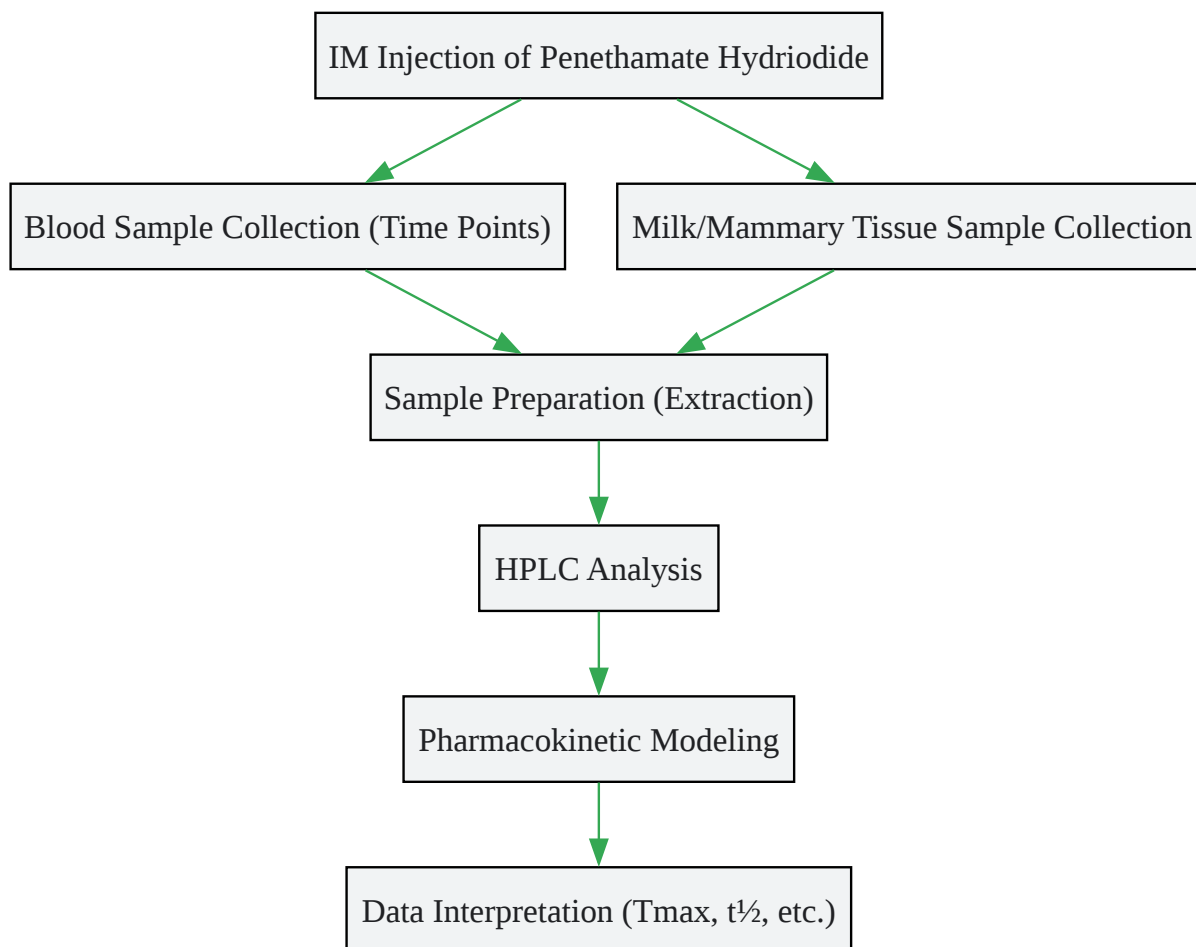 IM Injection of Penethamate Hydriodide
Blood Sample Collection (Time Points)
Milk/Mammary Tissue Sample Collection
Sample Preparation (Extraction)
HPLC Analysis
Pharmacokinetic Modeling
Data Interpretation (Tmax, t½, etc.)